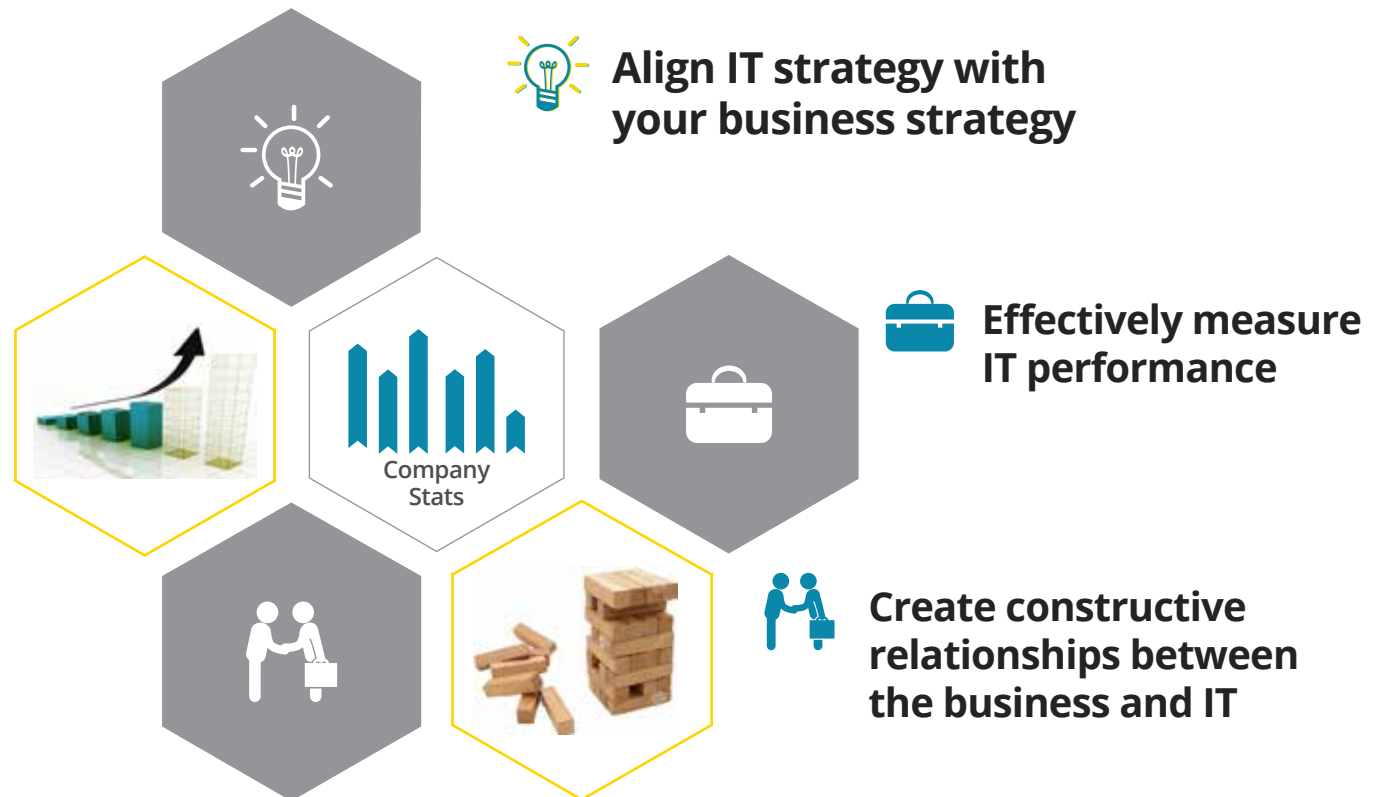 Align IT strategy with
your business strategy
Effectively measure
IT performance
Company
Stats
Create constructive
relationships between
the business and IT